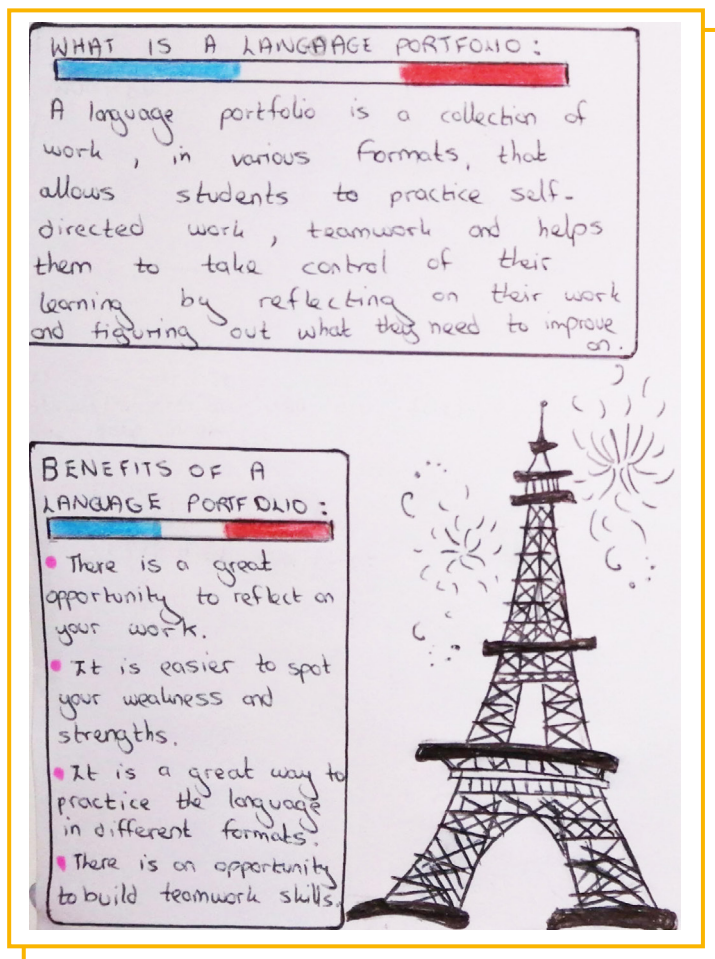 WHAT IS A LANGAAGE PORTFOLIO:
A language portfolio is a collection of
work, in various formats, that
allows students to practice self-
directed work, teamwork and helps
them to take control of their
learning by reflecting on their work
and figuring out what they need to improve
on.
BENEFITS OF A
LANGUAGE PORTFOLIO:
• There is a great
opportunity to reflect on
your work.
• It is easier to spot
your weakness and
strengths.
• It is a great way to
practice the language
in different formats.
• There is an opportunity
to build teamwork skills.